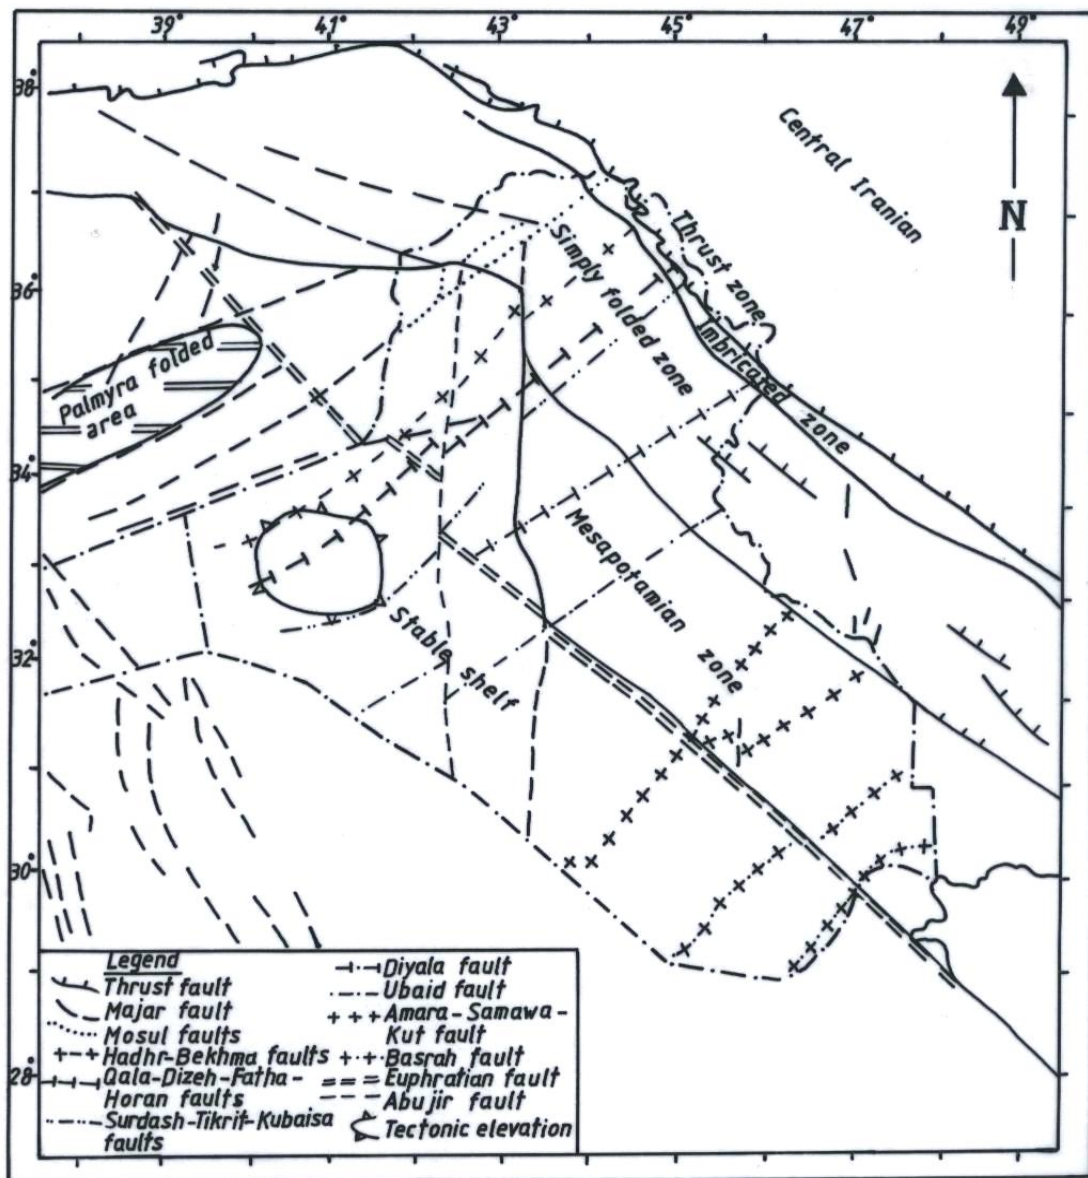 39° 41° 43° 45° 47° 49°
38°
36°
34°
32°
30°
28°
Central Iranian
N
Thrust zone
Simply folded zone
Imbricated zone
Palmyra folded
area
Mesapotamian zone
Stable shelf
Legend
Thrust fault
Majar fault
Mosul faults
Hadhr-Bekhma faults
Qala-Dizeh-Fatha-
Horan faults
Surdash-Tikrit-Kubaisa
faults
Diyala fault
Ubaid fault
Amara-Samawa-
Kut fault
Basrah fault
Euphratian fault
Abujir fault
Tectonic elevation